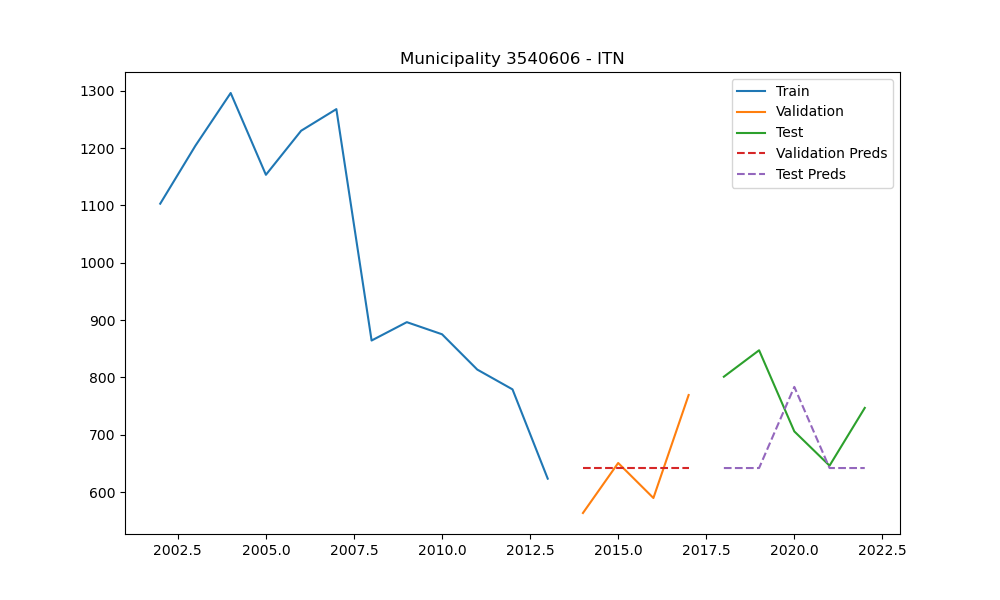 Municipality 3540606 - ITN
1300
1200
1100
1000
900
800
700
600
2002.5
2005.0
2007.5
2010.0
2012.5
2015.0
2017.5
2020.0
2022.5
Train
Validation
Test
Validation Preds
Test Preds